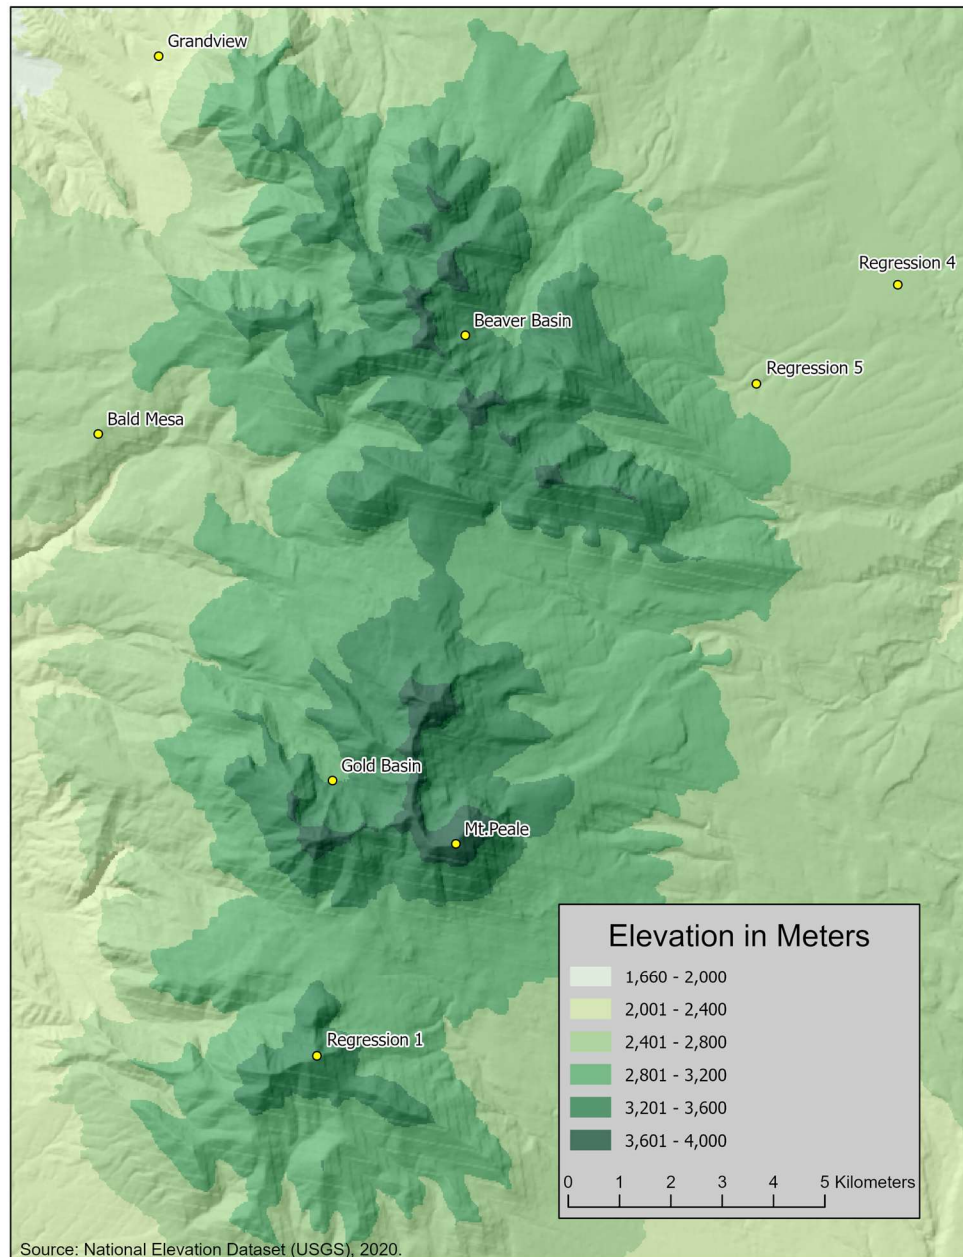 Grandview
Regression 4
Beaver Basin
Regression 5
Bald Mesa
Gold Basin
Mt.Peale
Regression 1
Elevation in Meters
1,660 - 2,000
2,001 - 2,400
2,401 - 2,800
2,801 - 3,200
3,201 - 3,600
3,601 - 4,000
0 1 2 3 4 5 Kilometers
Source: National Elevation Dataset (USGS), 2020.